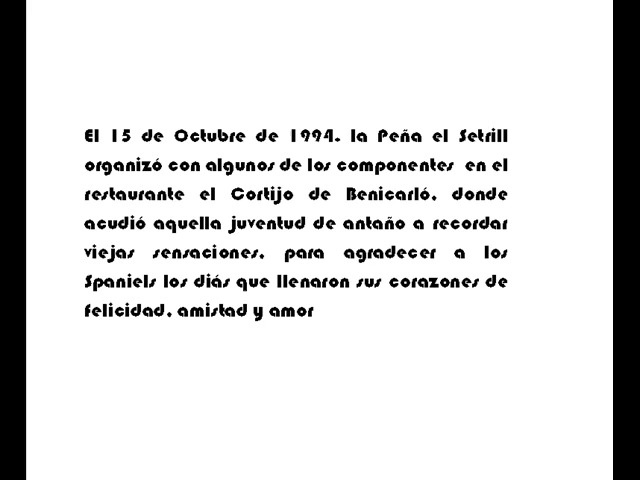 El 15 de Octubre de 1994, la Peña el Setrill
organizó con algunos de los componentes en el
restaurante el Cortijo de Benicarló, donde
acudió aquella juventud de antaño a recordar
viejas sensaciones, para agradecer a los
Spaniels los diás que llenaron sus corazones de
felicidad, amistad y amor